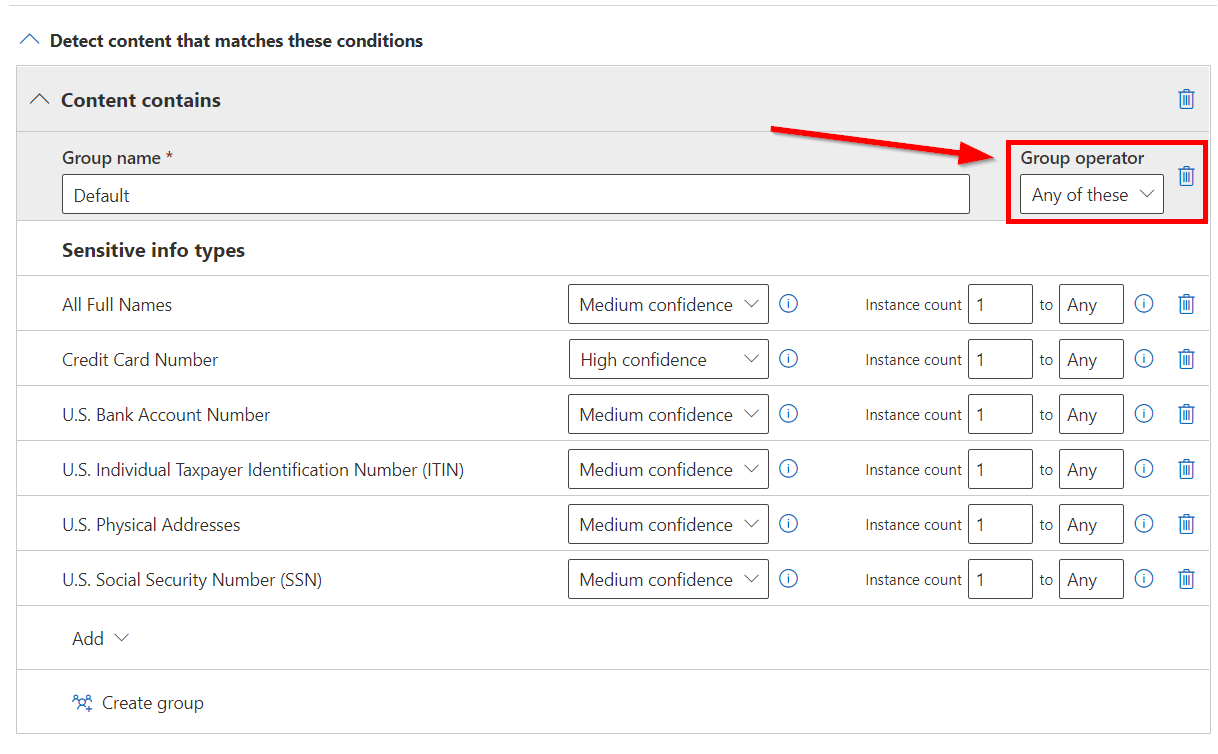 Detect content that matches these conditions
Content contains
Group name *
Group operator
Default
Any of these
Sensitive info types
All Full Names Medium confidence Instance count 1 to Any
Credit Card Number High confidence Instance count 1 to Any
U.S. Bank Account Number Medium confidence Instance count 1 to Any
U.S. Individual Taxpayer Identification Number (ITIN) Medium confidence Instance count 1 to Any
U.S. Physical Addresses Medium confidence Instance count 1 to Any
U.S. Social Security Number (SSN) Medium confidence Instance count 1 to Any
Add
Create group